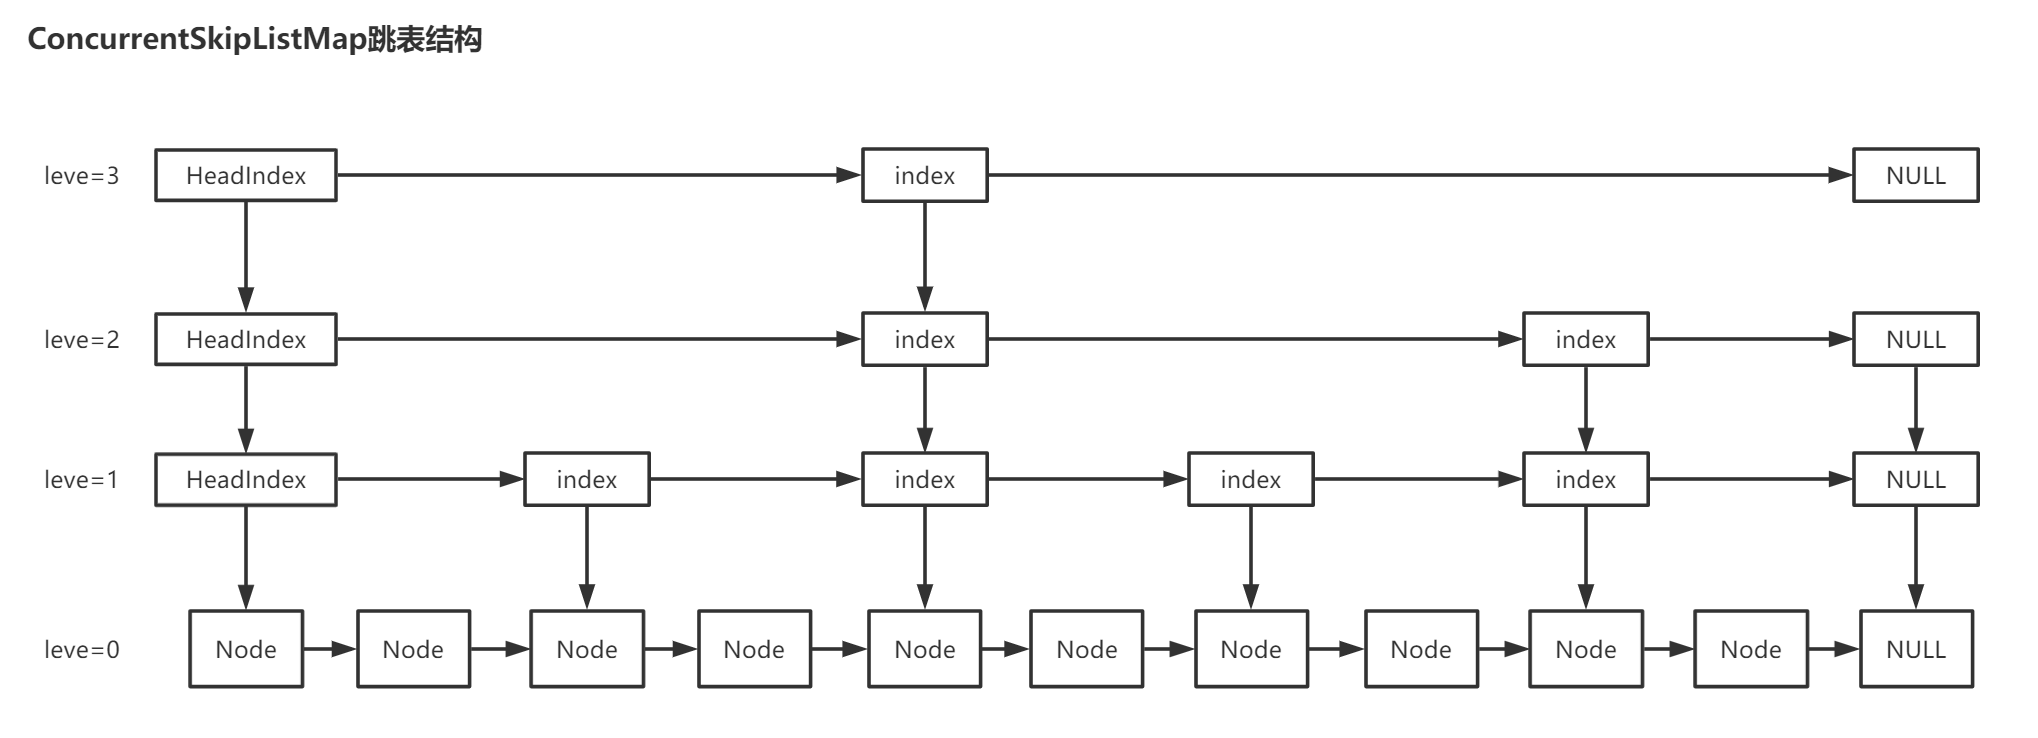 ConcurrentSkipListMap跳表结构
leve=3 HeadIndex index NULL
leve=2 HeadIndex index index NULL
leve=1 HeadIndex index index index index NULL
leve=0 Node Node Node Node Node Node Node Node Node Node NULL